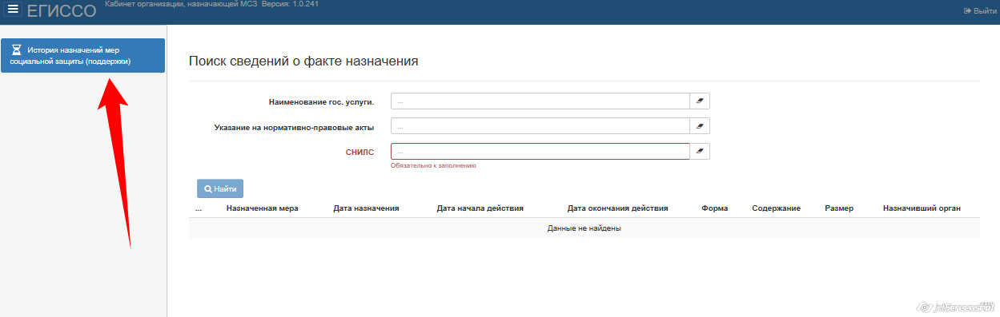 ЕГИССО
Кабинет организации, назначающей МСЗ Версия: 1.0.241
Выйти
История назначений мер
социальной защиты (поддержки)
Поиск сведений о факте назначения
Наименование гос. услуги.
...
Указание на нормативно-правовые акты
...
СНИЛС
...
Обязательно к заполнению
Найти
... Назначенная мера Дата назначения Дата начала действия Дата окончания действия Форма Содержание Размер Назначивший орган
Данные не найдены
jetScreenshot
.com